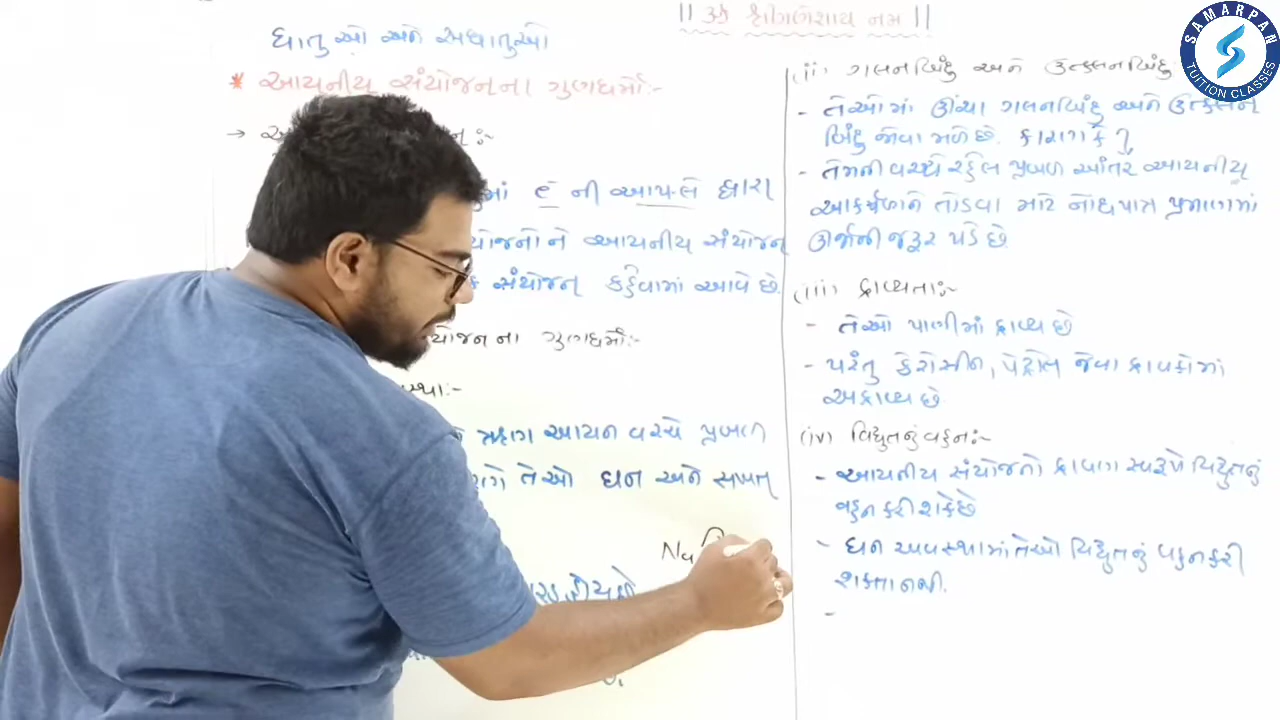 || ૐ શ્રી ગણેશાય નમ ||
ધાતુઓ અને અધાતુઓ
* આયનીય સંયોજનના ગુણધર્મો:-
→
માં e⁻ ની આપ-લે દ્વારા
યોજનો ને આયનીય સંયોજન
ક સંયોજન કહેવામાં આવે છે.
યોજનના ગુણધર્મો:-
સ્થા:-
ઋણ આયન વચ્ચે પ્રબળ
તેઓ ઘન અને સખત
Na
(ii) ગલનબિંદુ અને ઉત્કલનબિંદુ:
- તેઓમાં ઊંચા ગલનબિંદુ અને ઉત્કલન
બિંદુ જોવા મળે છે. કારણ કે,
- તેમની વચ્ચે રહેલ પ્રબળ આંતર આયનીય
આકર્ષણને તોડવા માટે નોંધપાત્ર પ્રમાણમાં
ઊર્જાની જરૂર પડે છે.
(iii) દ્રાવ્યતા:-
- તેઓ પાણીમાં દ્રાવ્ય છે
- પરંતુ કેરોસીન, પેટ્રોલ જેવા દ્રાવકોમાં
અદ્રાવ્ય છે.
(iv) વિદ્યુતનું વહન:-
- આયનીય સંયોજનો દ્રાવણ સ્વરૂપે વિદ્યુતનું
વહન કરી શકે છે
- ઘન અવસ્થામાં તેઓ વિદ્યુતનું વહન કરી
શકતા નથી.
-
SAMARPAN
TUITION CLASSES